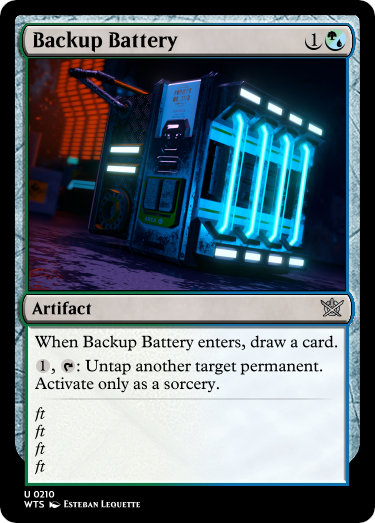 Backup Battery 1
Artifact
When Backup Battery enters, draw a card.
1, : Untap another target permanent.
Activate only as a sorcery.
ft
ft
ft
ft
U 0210
WTS Esteban Leouette